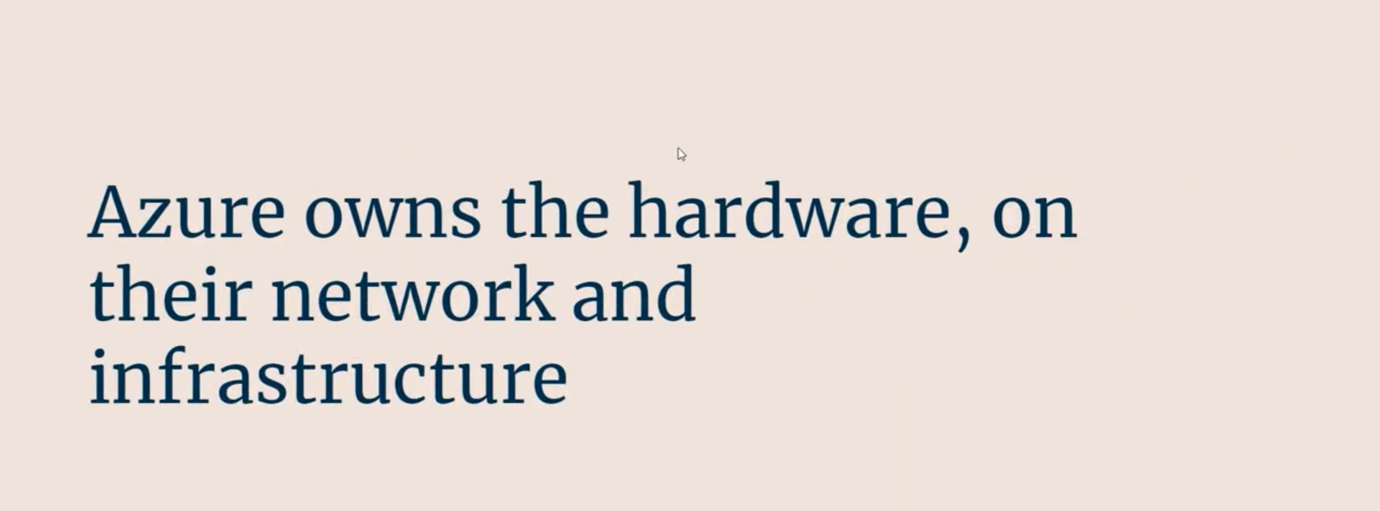 Azure owns the hardware, on
their network and
infrastructure